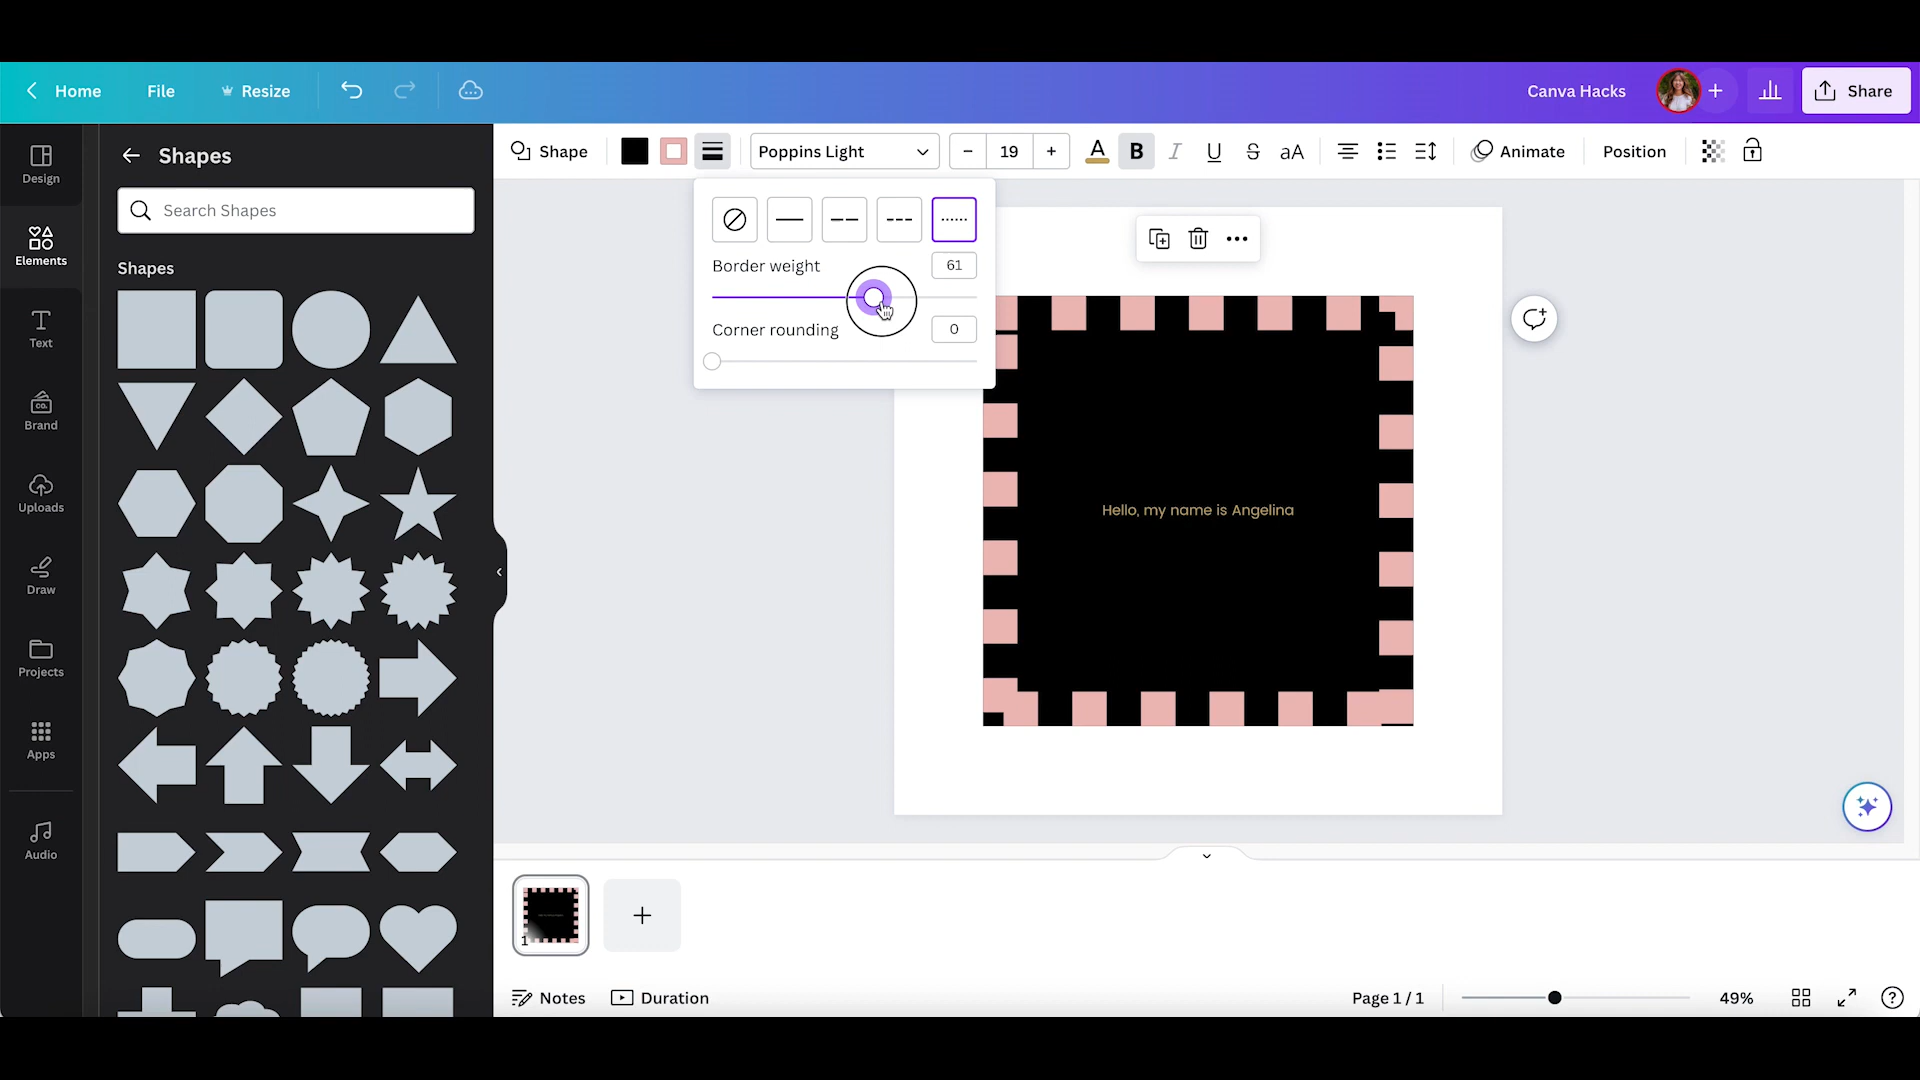 Home File Resize Canva Hacks Share
Design
Elements
Text
Brand
co.
Uploads
Draw
Projects
Apps
Audio
Shapes
Search Shapes
Shapes
Shape Poppins Light - 19 + A B I U S aA Animate Position
Border weight 61
Corner rounding 0
Hello, my name is Angelina
1
+
Notes Duration Page 1 / 1 49% ?